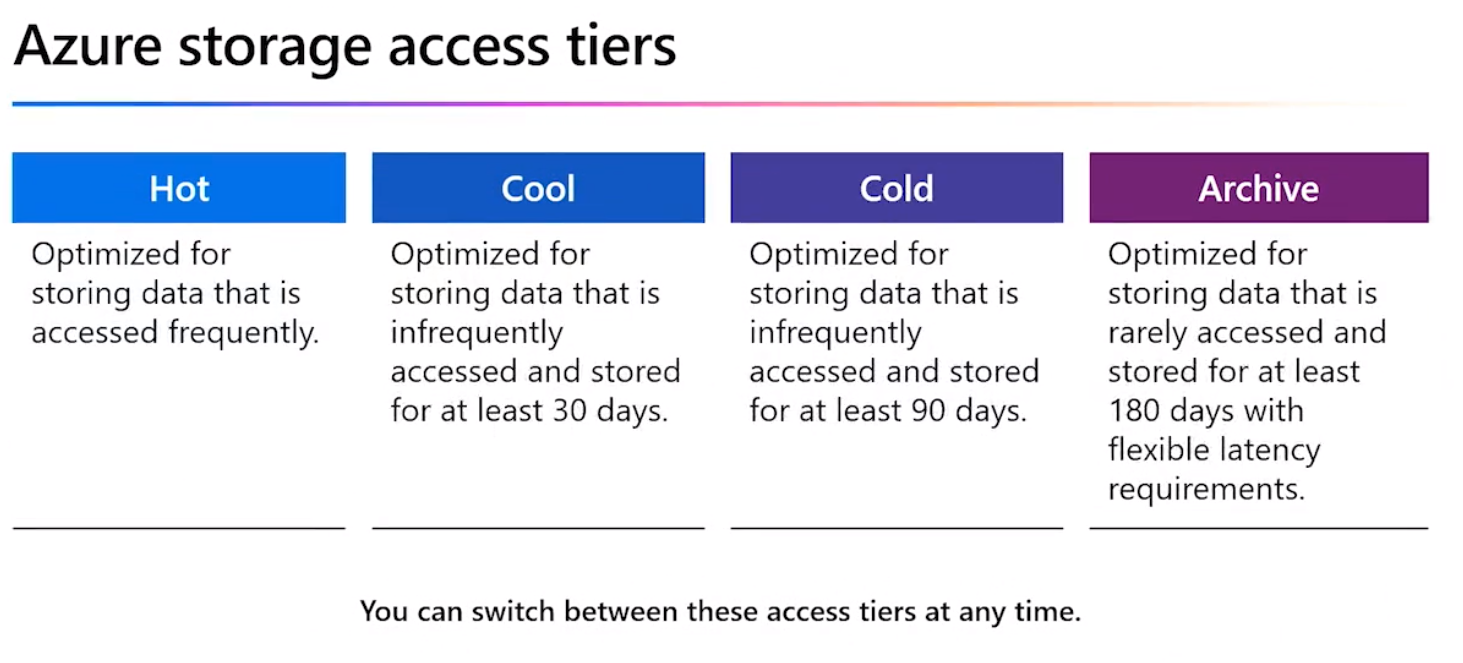 Azure storage access tiers
Hot
Optimized for
storing data that is
accessed frequently.
Cool
Optimized for
storing data that is
infrequently
accessed and stored
for at least 30 days.
Cold
Optimized for
storing data that is
infrequently
accessed and stored
for at least 90 days.
Archive
Optimized for
storing data that is
rarely accessed and
stored for at least
180 days with
flexible latency
requirements.
You can switch between these access tiers at any time.